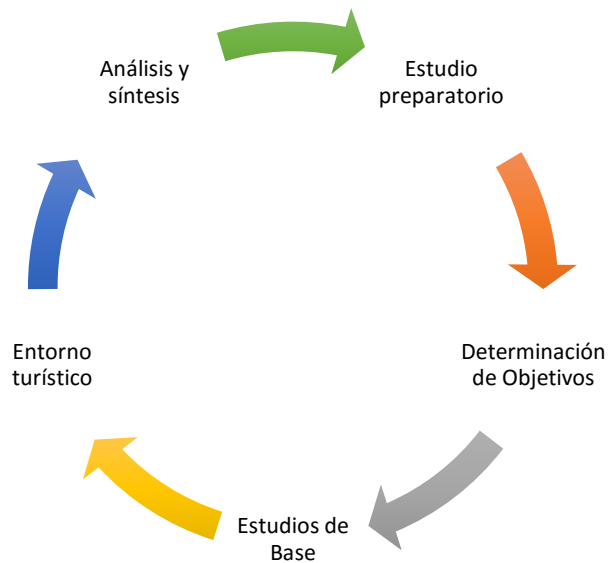 Análisis y
síntesis
Estudio
preparatorio
Determinación
de Objetivos
Estudios de
Base
Entorno
turístico